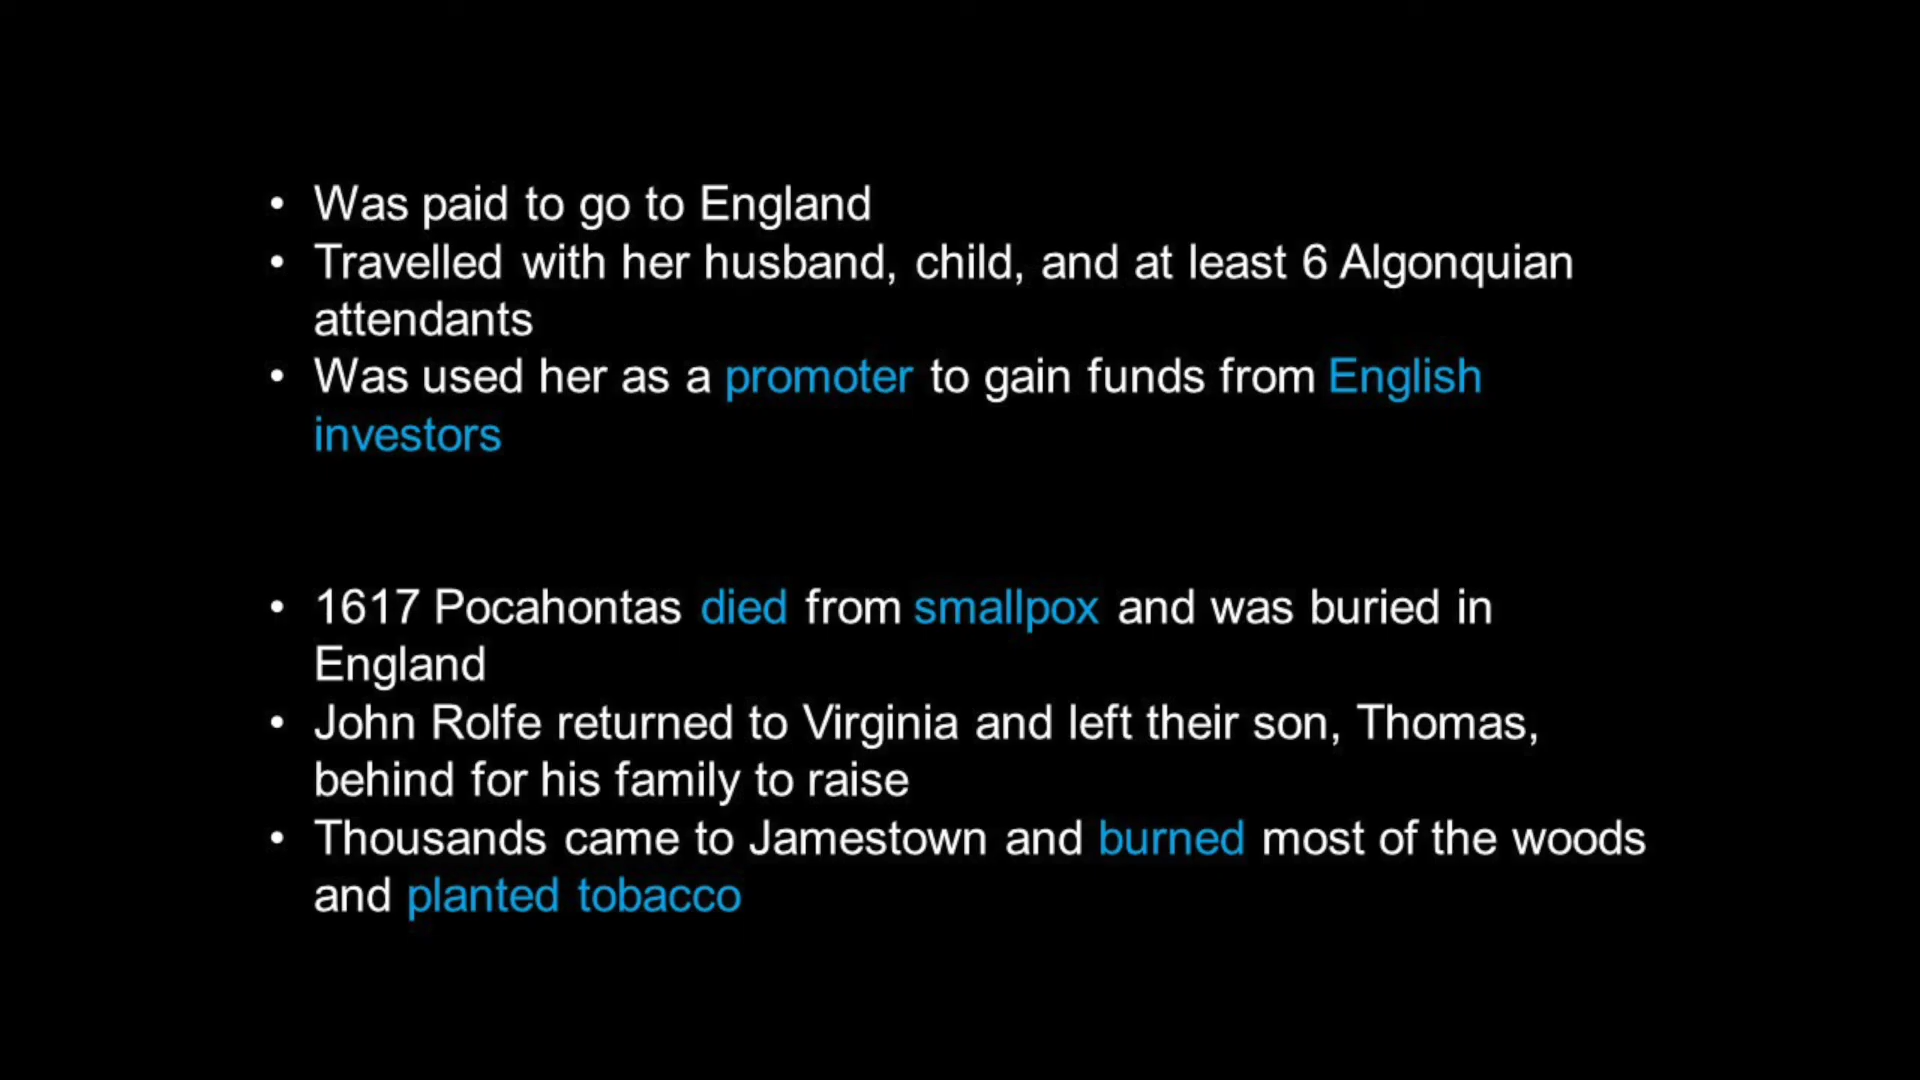 • Was paid to go to England
• Travelled with her husband, child, and at least 6 Algonquian
attendants
• Was used her as a promoter to gain funds from English
investors
• 1617 Pocahontas died from smallpox and was buried in
England
• John Rolfe returned to Virginia and left their son, Thomas,
behind for his family to raise
• Thousands came to Jamestown and burned most of the woods
and planted tobacco